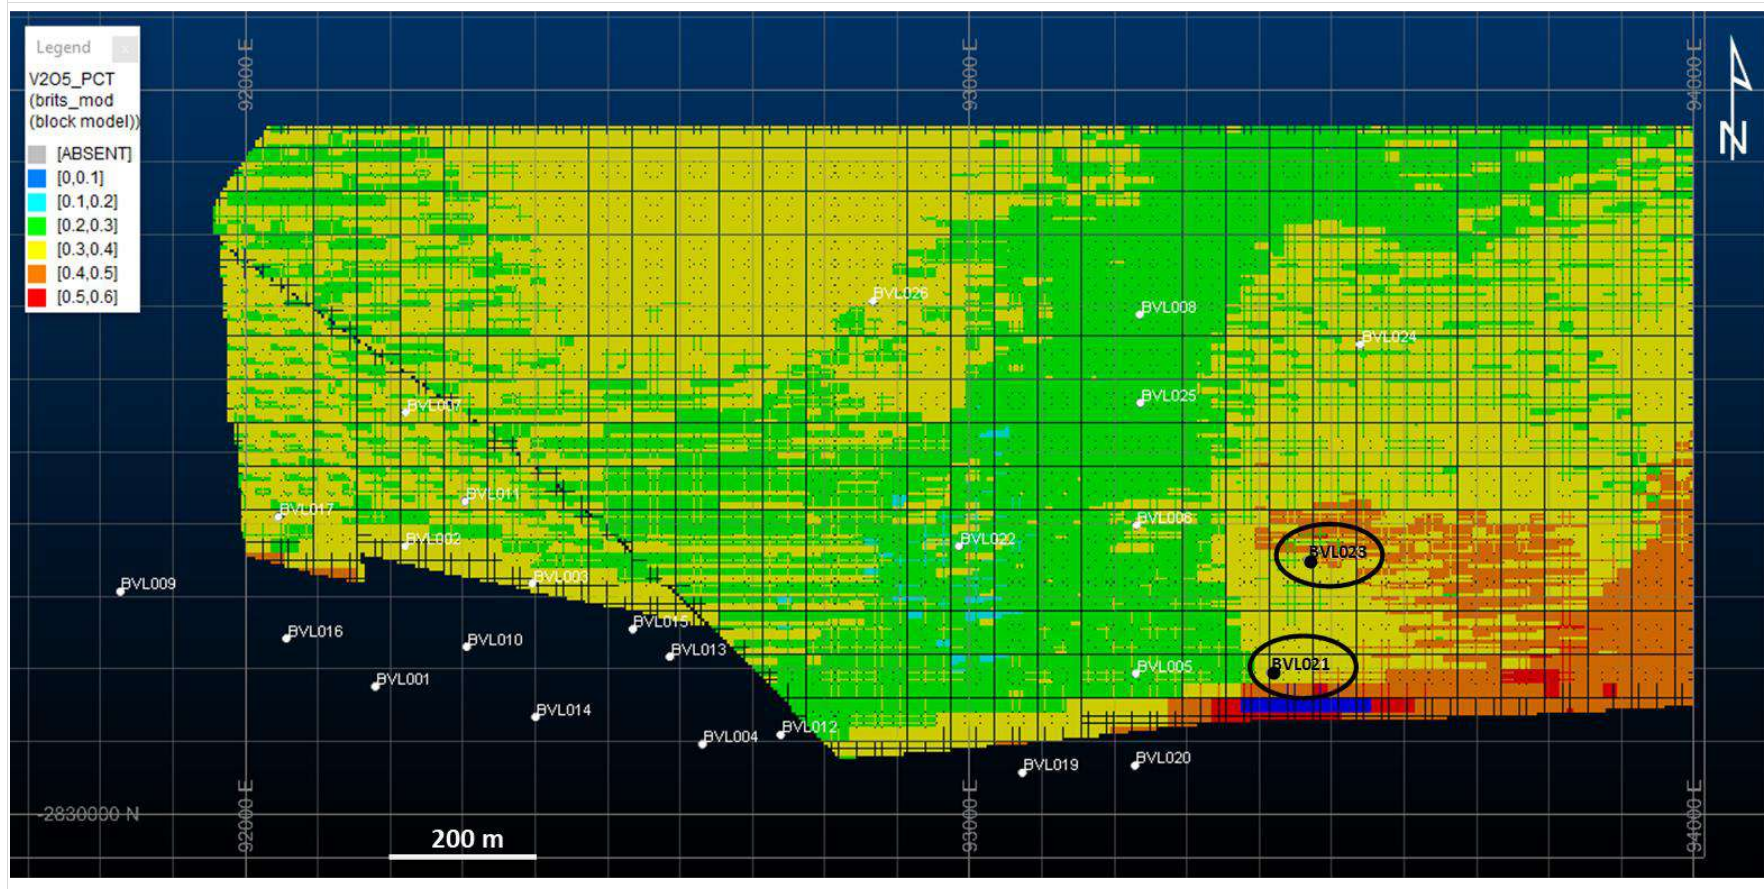 Legend
x
V2O5_PCT
(brits_mod
(block model))
[ABSENT]
[0,0.1]
[0.1,0.2]
[0.2,0.3]
[0.3,0.4]
[0.4,0.5]
[0.5,0.6]
92000 E
93000 E
94000 E
N
BVL026
BVL008
BVL024
BVL025
BVL007
BVL011
BVL017
BVL006
BVL002
BVL022
BVL023
BVL003
BVL009
BVL015
BVL016
BVL010
BVL013
BVL005
BVL021
BVL001
BVL014
BVL012
BVL004
BVL019
BVL020
-2830000 N
92000 E
93000 E
94000 E
200 m